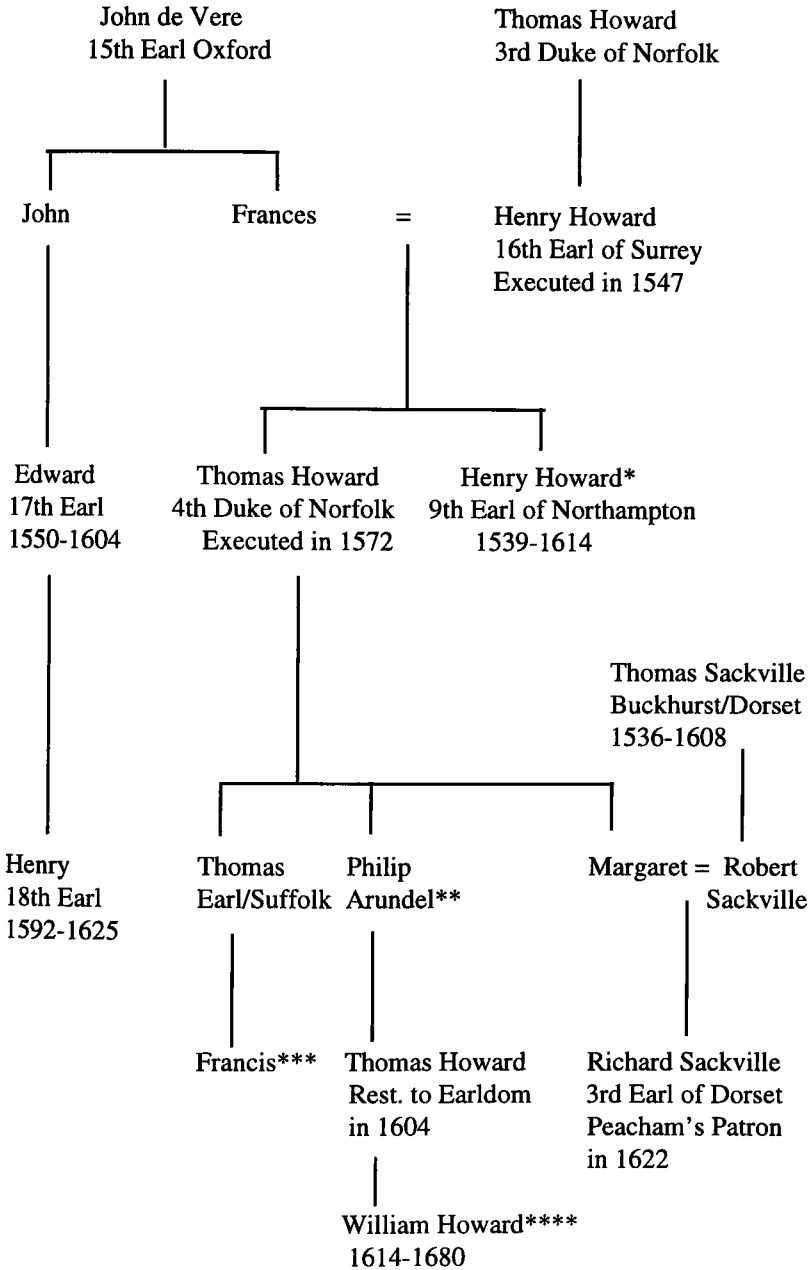 John de Vere
15th Earl Oxford
Thomas Howard
3rd Duke of Norfolk
John
Frances
=
Henry Howard
16th Earl of Surrey
Executed in 1547
Edward
17th Earl
1550-1604
Thomas Howard
4th Duke of Norfolk
Executed in 1572
Henry Howard*
9th Earl of Northampton
1539-1614
Thomas Sackville
Buckhurst/Dorset
1536-1608
Henry
18th Earl
1592-1625
Thomas
Earl/Suffolk
Philip
Arundel**
Margaret = Robert
Sackville
Francis***
Thomas Howard
Rest. to Earldom
in 1604
Richard Sackville
3rd Earl of Dorset
Peacham's Patron
in 1622
William Howard****
1614-1680